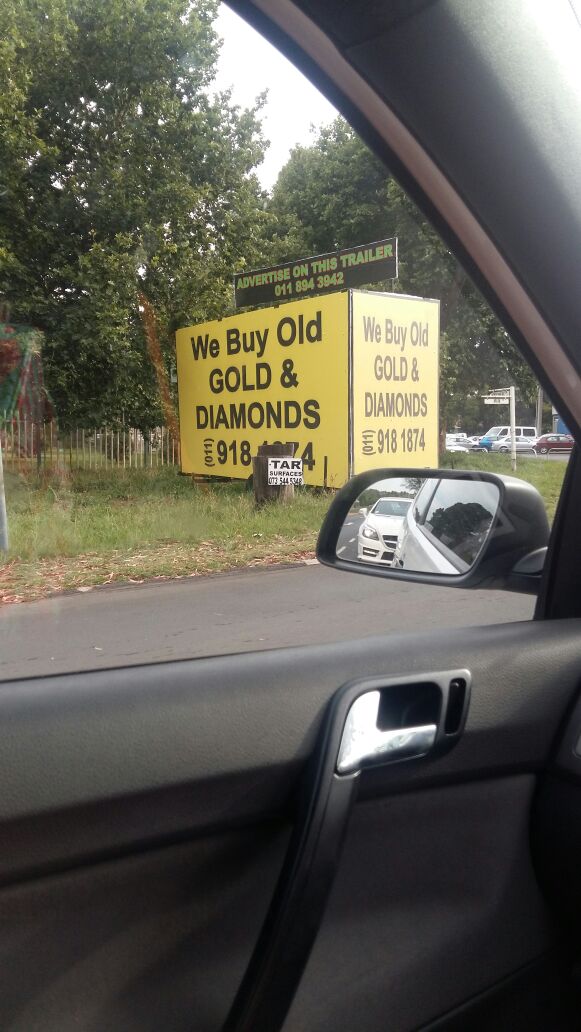 ADVERTISE ON THIS TRAILER
011 894 3942
We Buy Old
GOLD &
DIAMONDS
(011) 918 1874
We Buy Old
GOLD &
DIAMONDS
(011) 918 1874
TAR
SURFACES